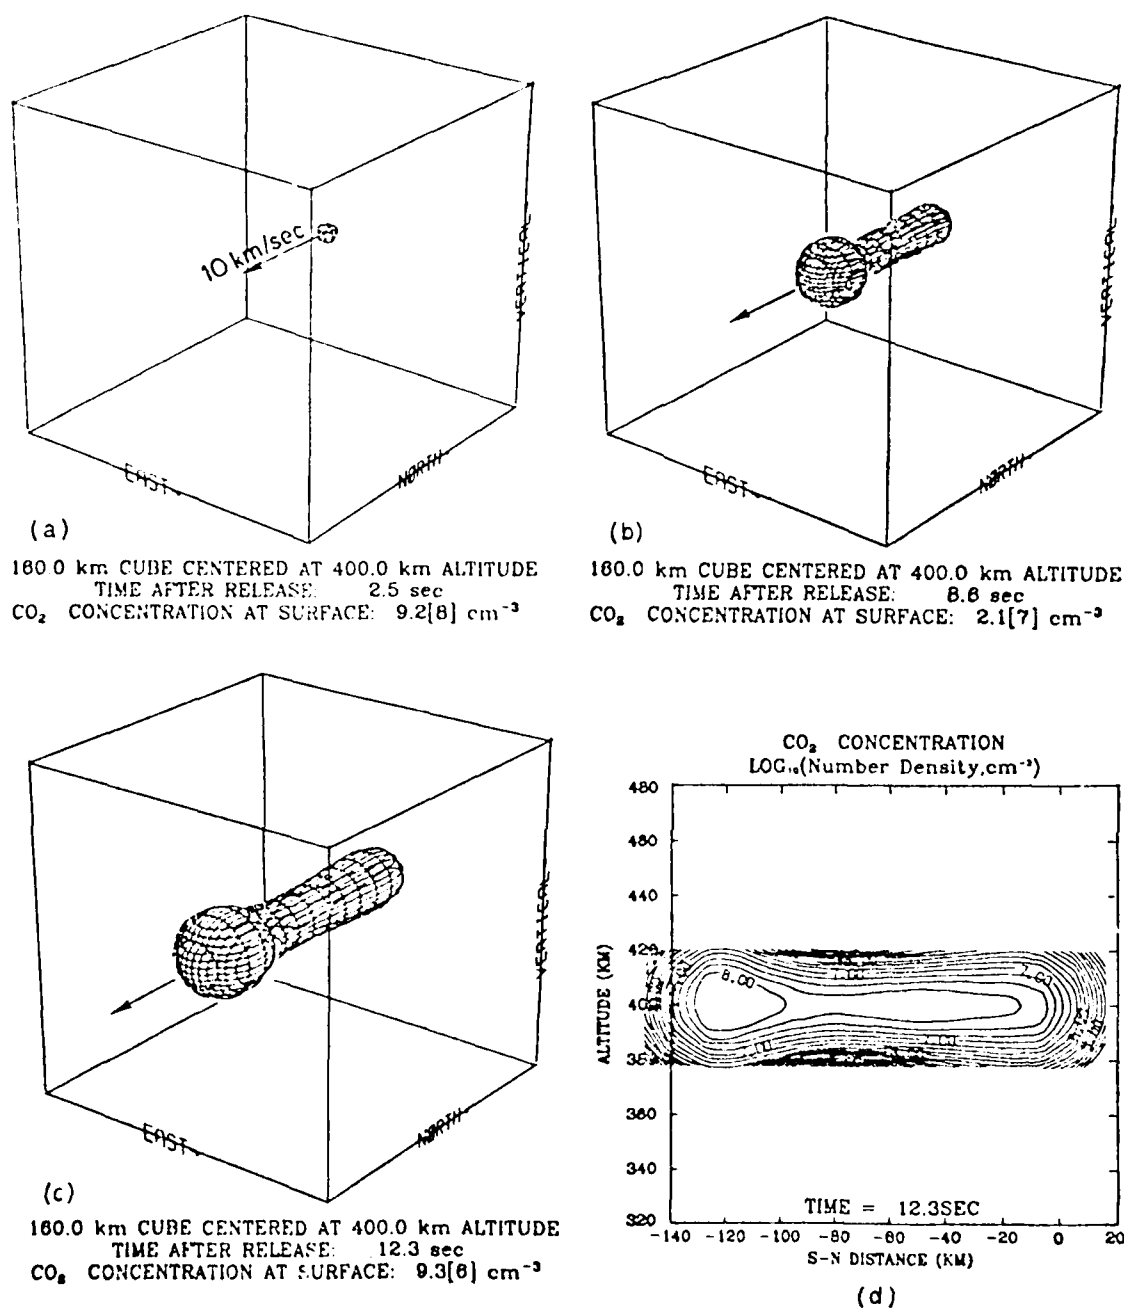 10 km/sec
VERTICAL
EAST
NORTH
(a)
160.0 km CUBE CENTERED AT 400.0 km ALTITUDE
TIME AFTER RELEASE: 2.5 sec
CO₂ CONCENTRATION AT SURFACE: 9.2[8] cm⁻³
VERTICAL
EAST
NORTH
(b)
160.0 km CUBE CENTERED AT 400.0 km ALTITUDE
TIME AFTER RELEASE: 8.6 sec
CO₂ CONCENTRATION AT SURFACE: 2.1[7] cm⁻³
VERTICAL
EAST
NORTH
(c)
160.0 km CUBE CENTERED AT 400.0 km ALTITUDE
TIME AFTER RELEASE: 12.3 sec
CO₂ CONCENTRATION AT SURFACE: 9.3[6] cm⁻³
CO₂ CONCENTRATION
LOG₁₀(Number Density,cm⁻³)
480
460
440
420
8.00
7.00
ALTITUDE (KM)
360
340
320
TIME = 12.3SEC
-140 -120 -100 -80 -60 -40 -20 0 20
S-N DISTANCE (KM)
(d)